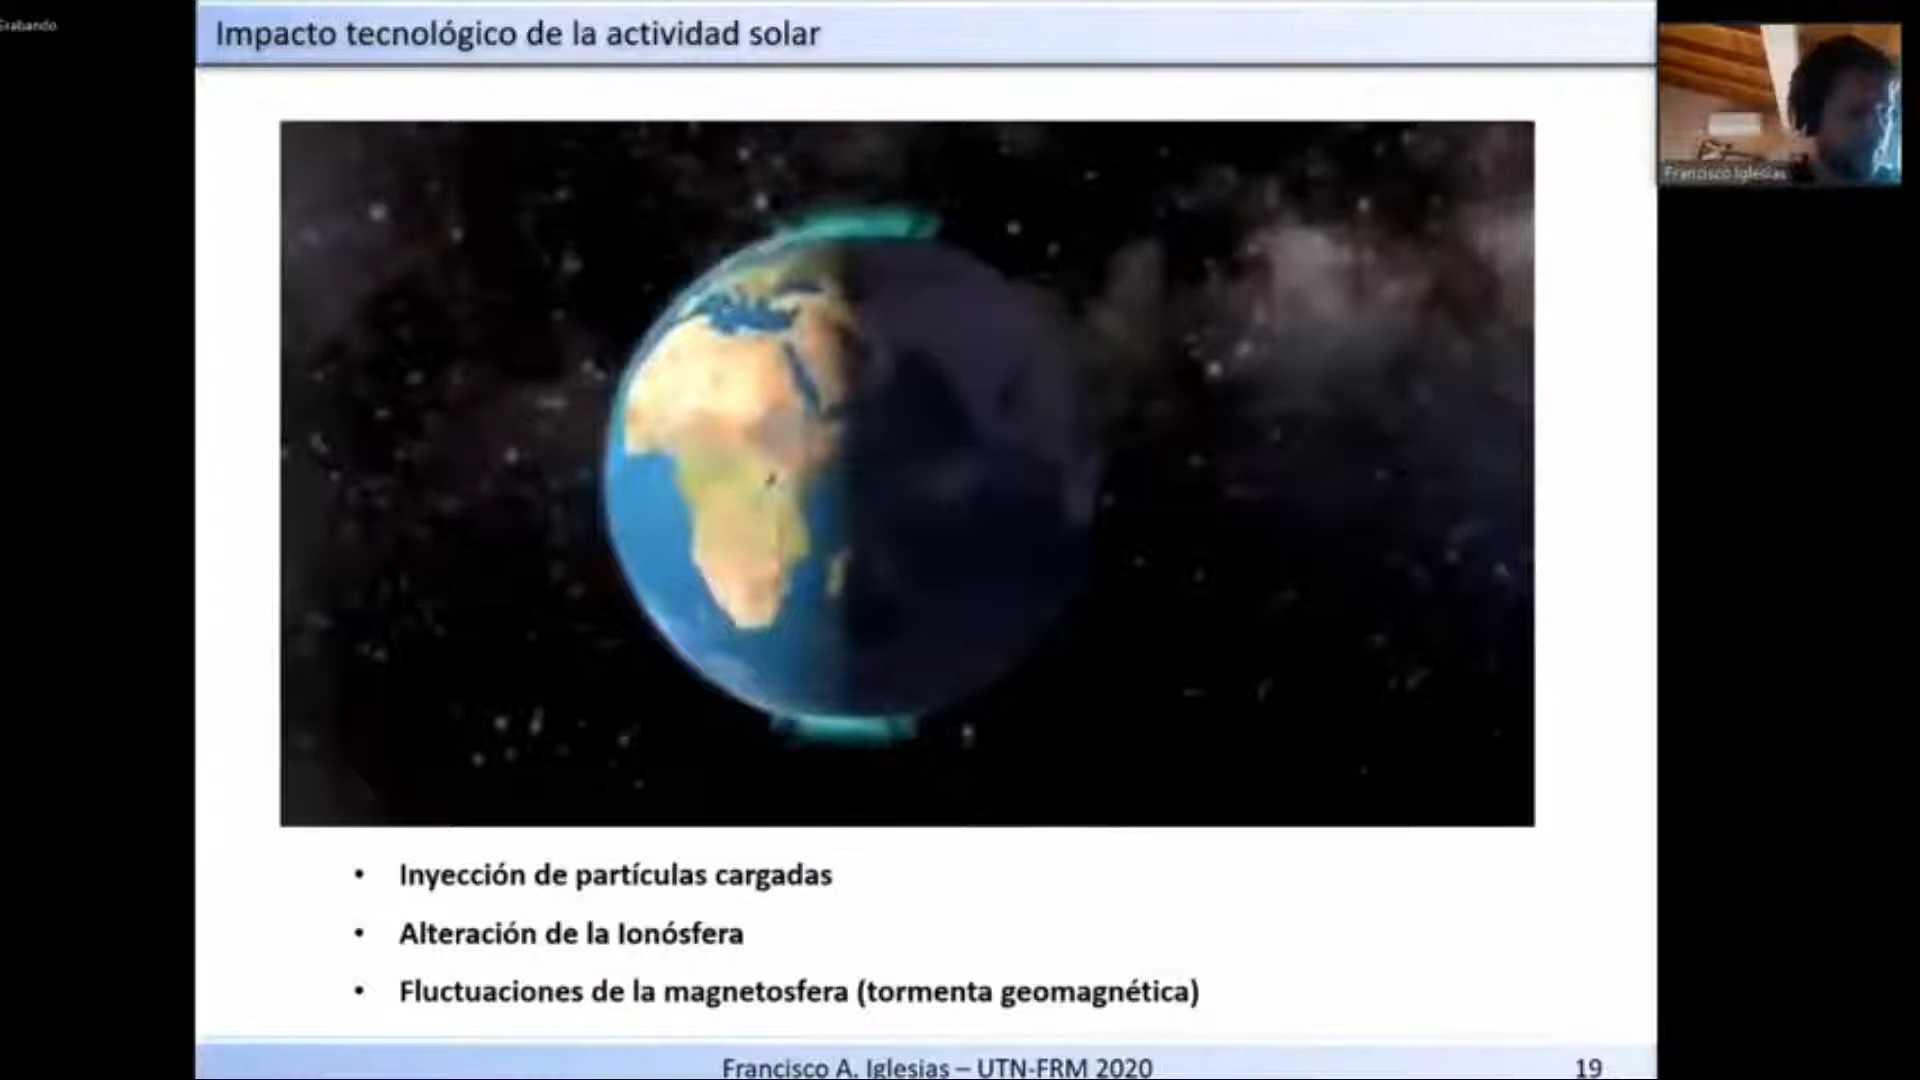 Grabando
Impacto tecnológico de la actividad solar
Francisco Iglesias
• Inyección de partículas cargadas
• Alteración de la Ionósfera
• Fluctuaciones de la magnetosfera (tormenta geomagnética)
Francisco A. Iglesias – UTN-FRM 2020
19